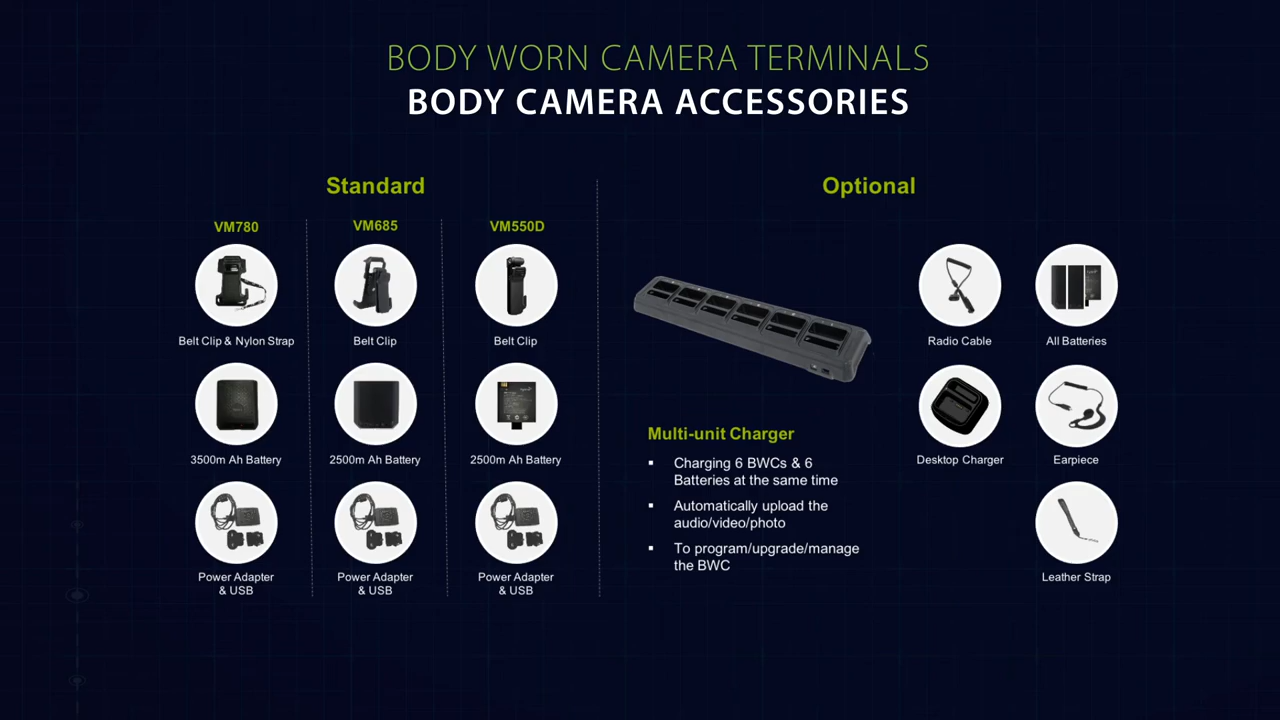 BODY WORN CAMERA TERMINALS
BODY CAMERA ACCESSORIES
Standard
VM780
Belt Clip & Nylon Strap
3500m Ah Battery
Power Adapter
& USB
VM685
Belt Clip
2500m Ah Battery
Power Adapter
& USB
VM550D
Belt Clip
2500m Ah Battery
Power Adapter
& USB
Optional
Multi-unit Charger
▪ Charging 6 BWCs & 6
Batteries at the same time
▪ Automatically upload the
audio/video/photo
▪ To program/upgrade/manage
the BWC
Radio Cable
All Batteries
Desktop Charger
Earpiece
Leather Strap